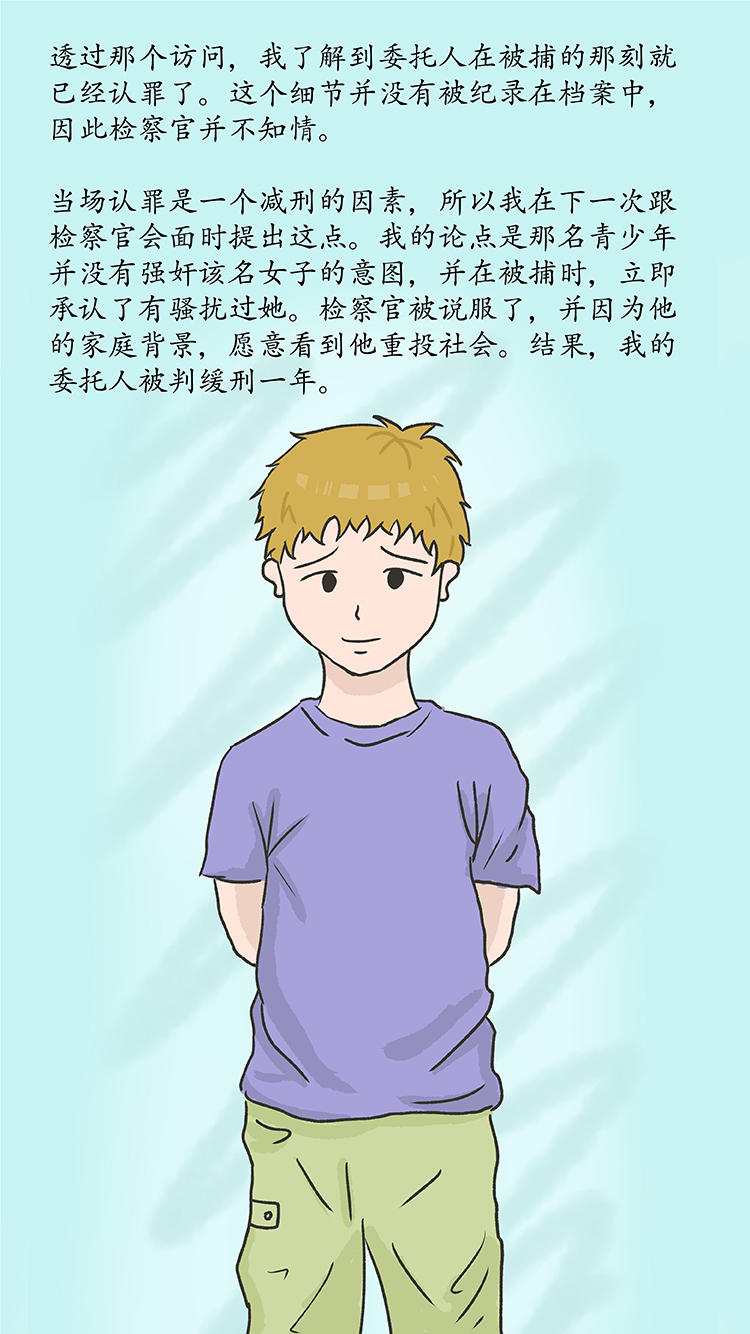 透过那个访问，我了解到委托人在被捕的那刻就
已经认罪了。这个细节并没有被纪录在档案中，
因此检察官并不知情。
当场认罪是一个减刑的因素，所以我在下一次跟
检察官会面时提出这点。我的论点是那名青少年
并没有强奸该名女子的意图，并在被捕时，立即
承认了有骚扰过她。检察官被说服了，并因为他
的家庭背景，愿意看到他重投社会。结果，我的
委托人被判缓刑一年。